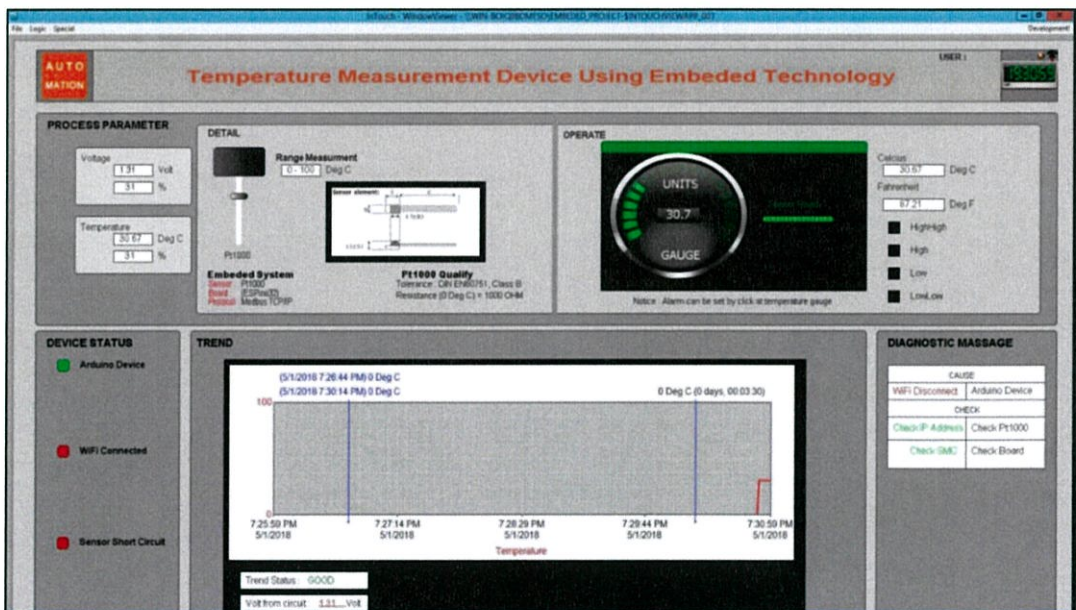 InTouch - WindowViewer - \\WIN-
File Logic Special
Development!
AUTO
MATION
Temperature Measurement Device Using Embeded Technology
USER :
PROCESS PARAMETER
Voltage
1.31 Volt
31 %
Temperature
30.67 Deg C
31 %
DETAIL
Range Measurment
0 - 100 Deg C
Sensor element:
Pt1000
Embeded System
Sensor : Pt1000
Board : (ESPino32)
Protocol : Modbus TCP/IP
Pt1000 Qualify
Tolerance : DIN EN60751, Class B
Resistance (0 Deg C) = 1000 OHM
OPERATE
UNITS
30.7
GAUGE
Notice : Alarm can be set by click at temperature gauge
Celcius
30.67 Deg C
Fahrenheit
87.21 Deg F
HighHigh
High
Low
LowLow
DEVICE STATUS
Arduino Device
WiFi Connected
Sensor Short Circuit
TREND
(5/1/2018 7:26:44 PM) 0 Deg C
(5/1/2018 7:30:14 PM) 0 Deg C
0 Deg C (0 days, 00:03:30)
100
0
7:25:59 PM 7:27:14 PM 7:28:29 PM 7:29:44 PM 7:30:59 PM
5/1/2018 5/1/2018 5/1/2018 5/1/2018 5/1/2018
Temperature
Trend Status : GOOD
Volt from circuit 1.31 Volt
DIAGNOSTIC MASSAGE
CAUSE
WiFi Disconnect Arduino Device
CHECK
Check IP Address Check Pt1000
Check SMC Check Board